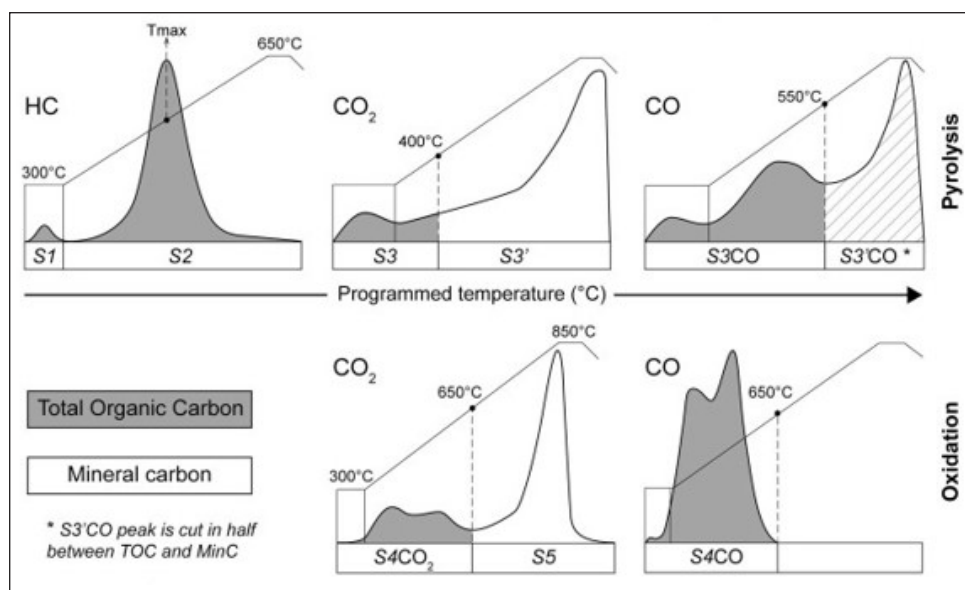 Tmax
650°C
HC
300°C
S1
S2
CO2
400°C
S3
S3'
CO
550°C
S3CO
S3'CO *
Pyrolysis
Programmed temperature (°C)
Total Organic Carbon
Mineral carbon
* S3'CO peak is cut in half
between TOC and MinC
CO2
850°C
650°C
300°C
S4CO2
S5
CO
650°C
S4CO
Oxidation